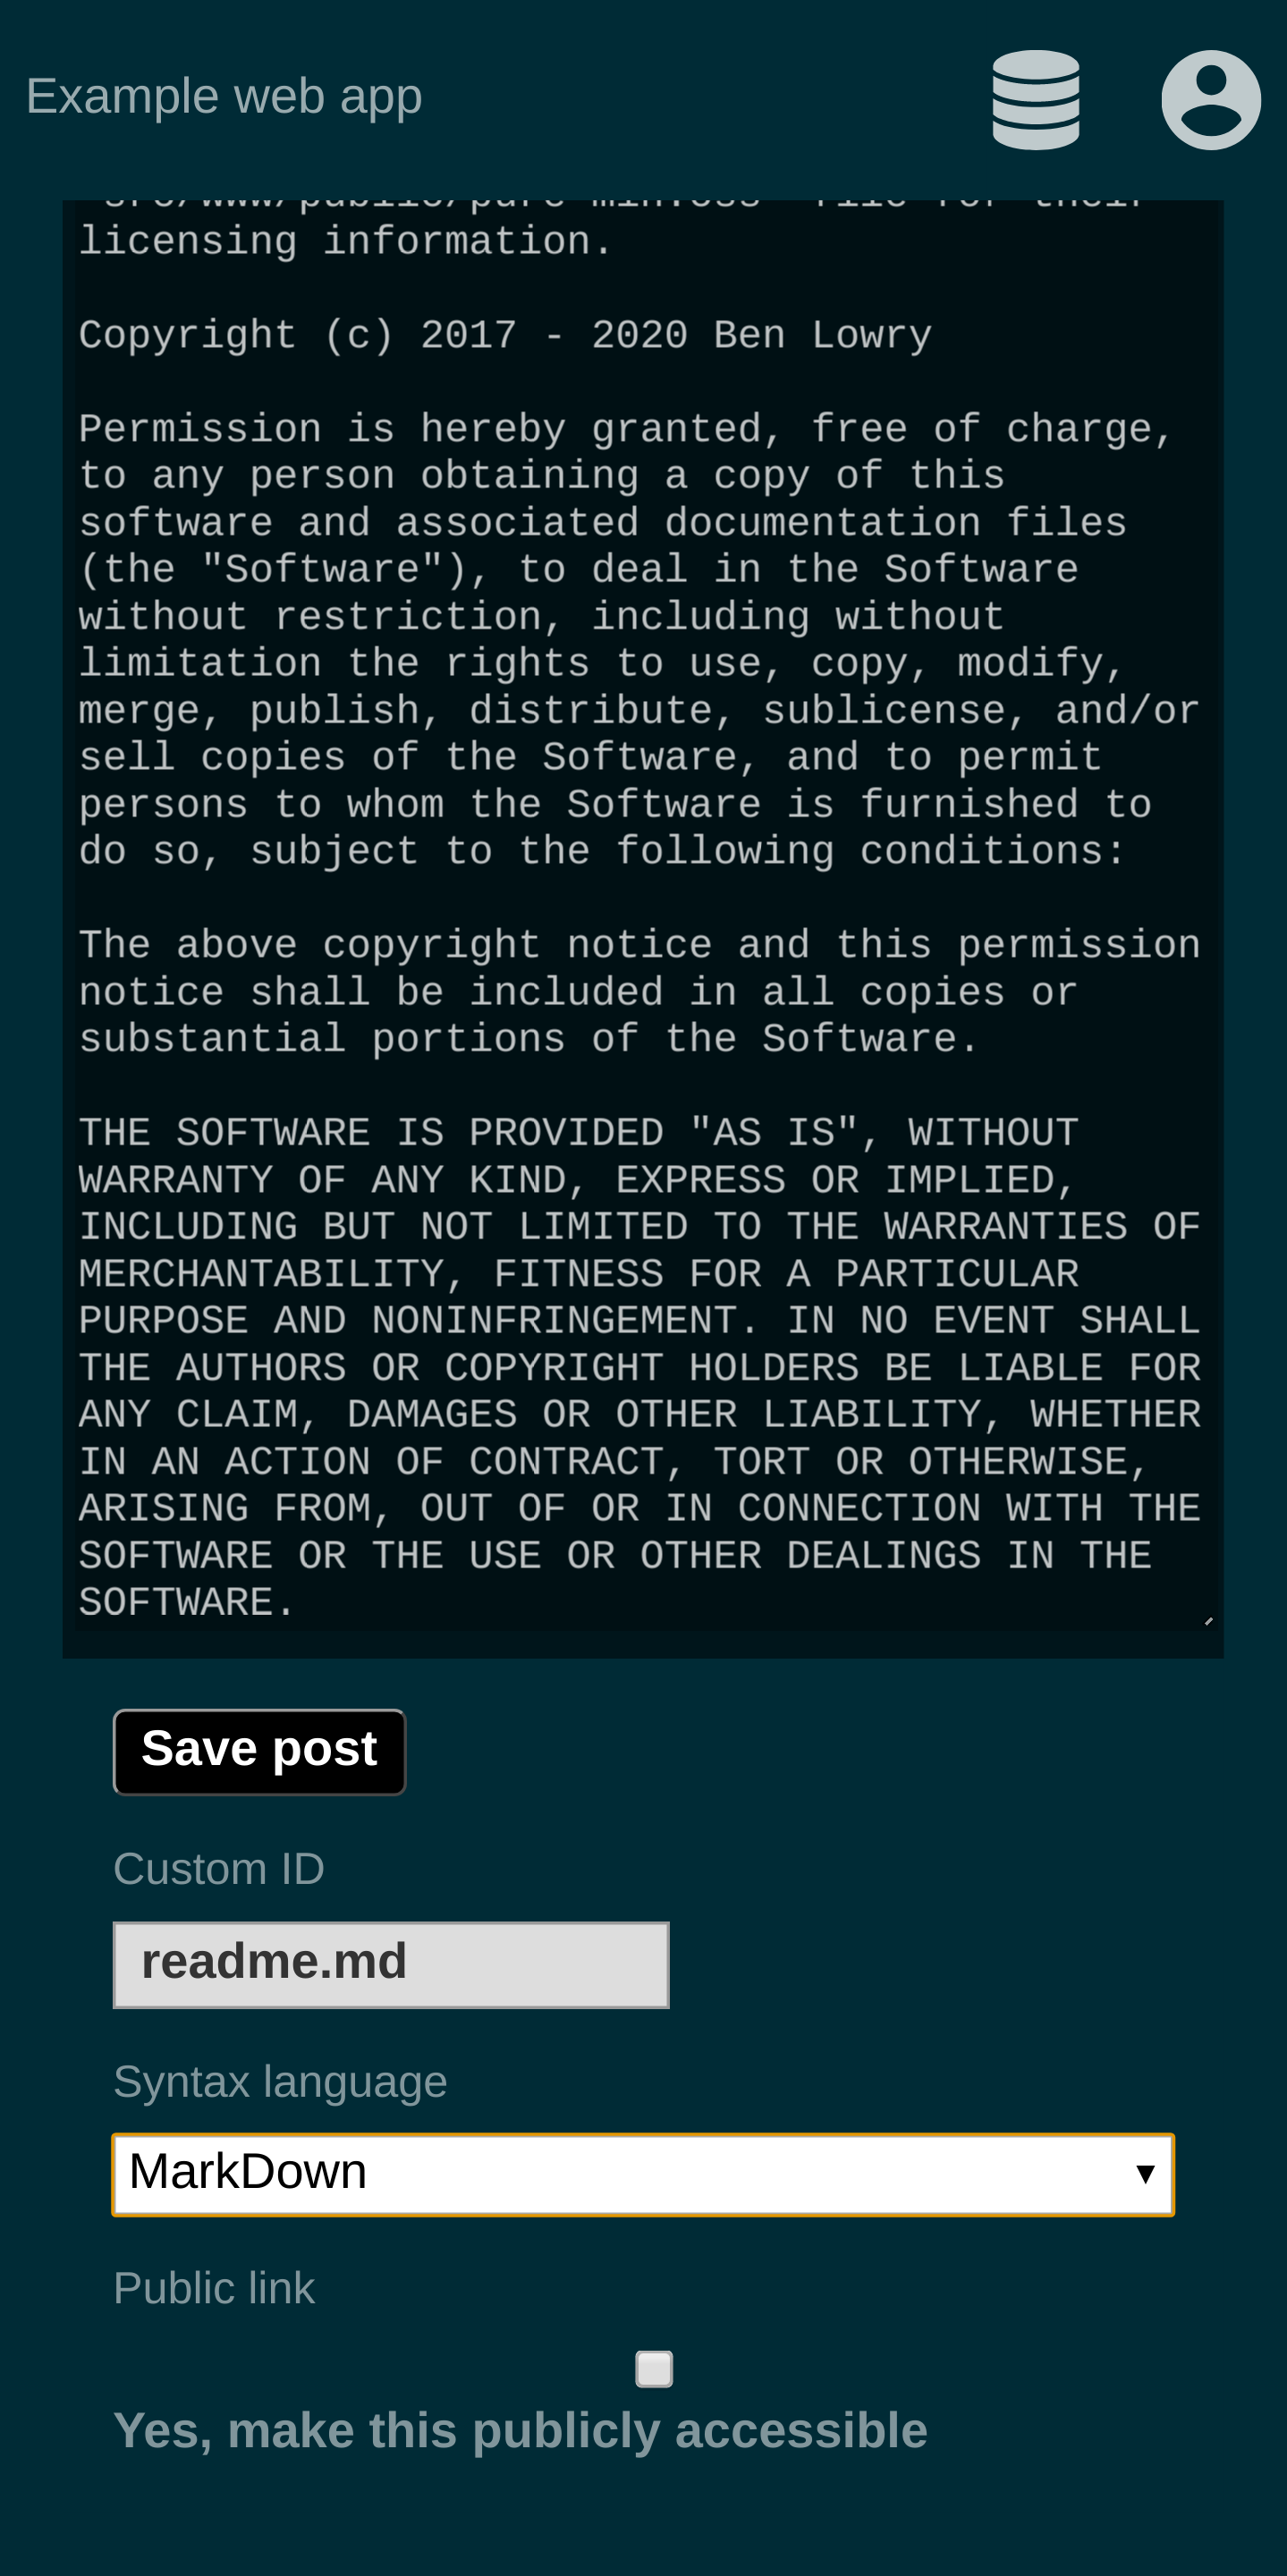 Example web app
licensing information.
Copyright (c) 2017 - 2020 Ben Lowry
Permission is hereby granted, free of charge,
to any person obtaining a copy of this
software and associated documentation files
(the "Software"), to deal in the Software
without restriction, including without
limitation the rights to use, copy, modify,
merge, publish, distribute, sublicense, and/or
sell copies of the Software, and to permit
persons to whom the Software is furnished to
do so, subject to the following conditions:
The above copyright notice and this permission
notice shall be included in all copies or
substantial portions of the Software.
THE SOFTWARE IS PROVIDED "AS IS", WITHOUT
WARRANTY OF ANY KIND, EXPRESS OR IMPLIED,
INCLUDING BUT NOT LIMITED TO THE WARRANTIES OF
MERCHANTABILITY, FITNESS FOR A PARTICULAR
PURPOSE AND NONINFRINGEMENT. IN NO EVENT SHALL
THE AUTHORS OR COPYRIGHT HOLDERS BE LIABLE FOR
ANY CLAIM, DAMAGES OR OTHER LIABILITY, WHETHER
IN AN ACTION OF CONTRACT, TORT OR OTHERWISE,
ARISING FROM, OUT OF OR IN CONNECTION WITH THE
SOFTWARE OR THE USE OR OTHER DEALINGS IN THE
SOFTWARE.
Save post
Custom ID
readme.md
Syntax language
MarkDown
Public link
Yes, make this publicly accessible